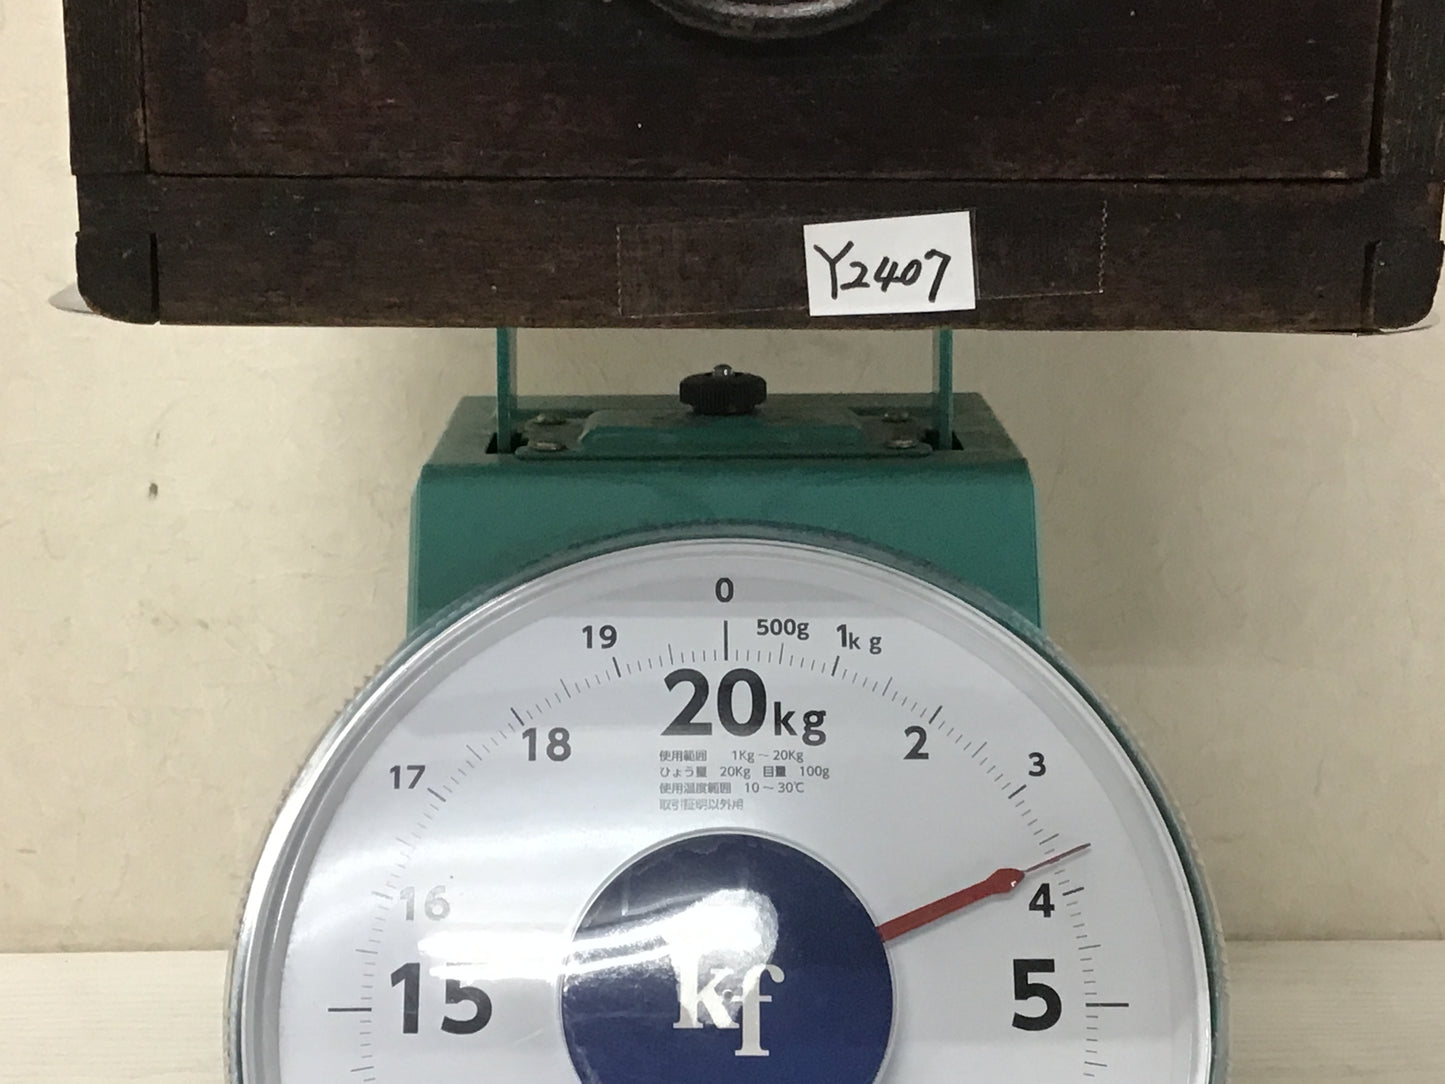 Y2407
0
19 500g 1kg
20kg
18 2
使用範囲 1Kg～20Kg
17 3
ひょう量 20Kg 目量 100g
使用温度範囲 10～30℃
取引証明以外用
16 4
15 5
kf